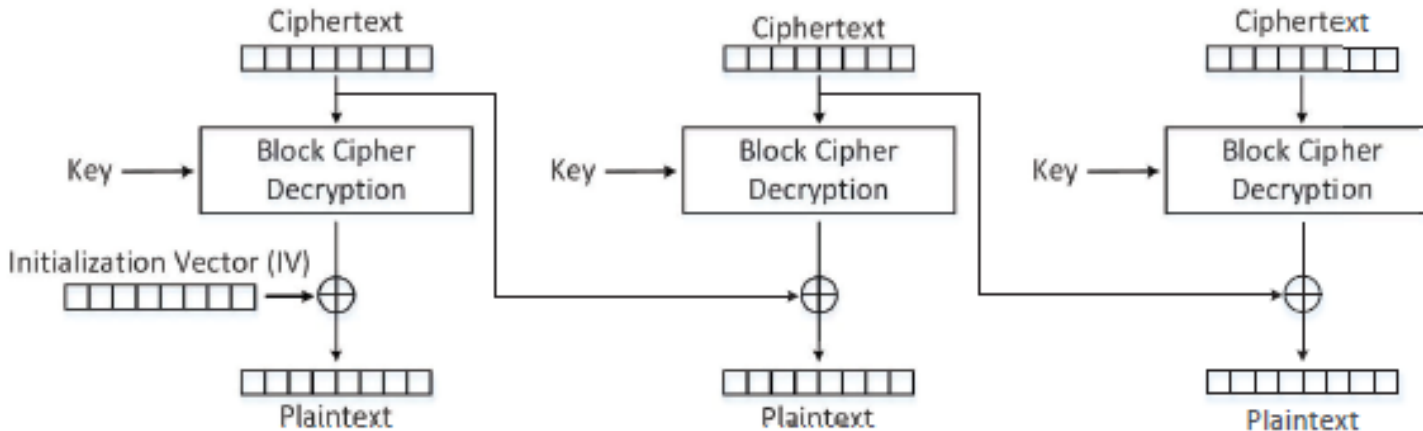 Ciphertext
Ciphertext
Ciphertext
Key
Block Cipher
Decryption
Key
Block Cipher
Decryption
Key
Block Cipher
Decryption
Initialization Vector (IV)
Plaintext
Plaintext
Plaintext